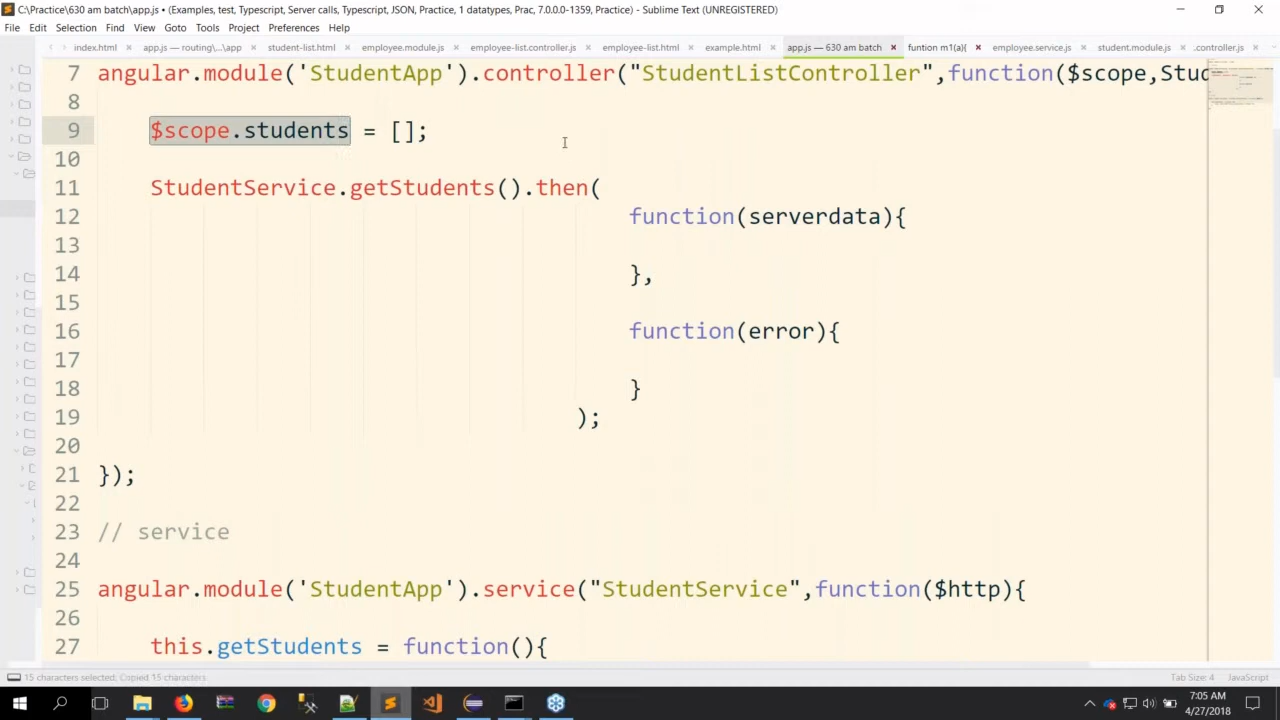 C:\Practice\630 am batch\app.js • (Examples, test, Typescript, Server calls, Typescript, JSON, Practice, 1 datatypes, Prac, 7.0.0.0-1359, Practice) - Sublime Text (UNREGISTERED)
File Edit Selection Find View Goto Tools Project Preferences Help
index.html app.js — routing\...\app student-list.html employee.module.js employee-list.controller.js employee-list.html example.html app.js — 630 am batch funtion m1(a){ employee.service.js student.module.js .controller.js
7 angular.module('StudentApp').controller("StudentListController",function($scope,Stud
8
9 $scope.students = [];
10
11 StudentService.getStudents().then(
12 function(serverdata){
13
14 },
15
16 function(error){
17
18 }
19 );
20
21 });
22
23 // service
24
25 angular.module('StudentApp').service("StudentService",function($http){
26
27 this.getStudents = function(){
15 characters selected; Copied 15 characters Tab Size: 4 JavaScript
7:05 AM
4/27/2018